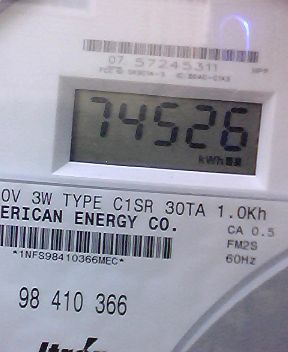 07 57245311
74526
kWh
0V 3W TYPE C1SR 30TA 1.0Kh
ERICAN ENERGY CO.
CA 0.5
FM2S
*1NFS98410366MEC*
60Hz
98 410 366
Itron